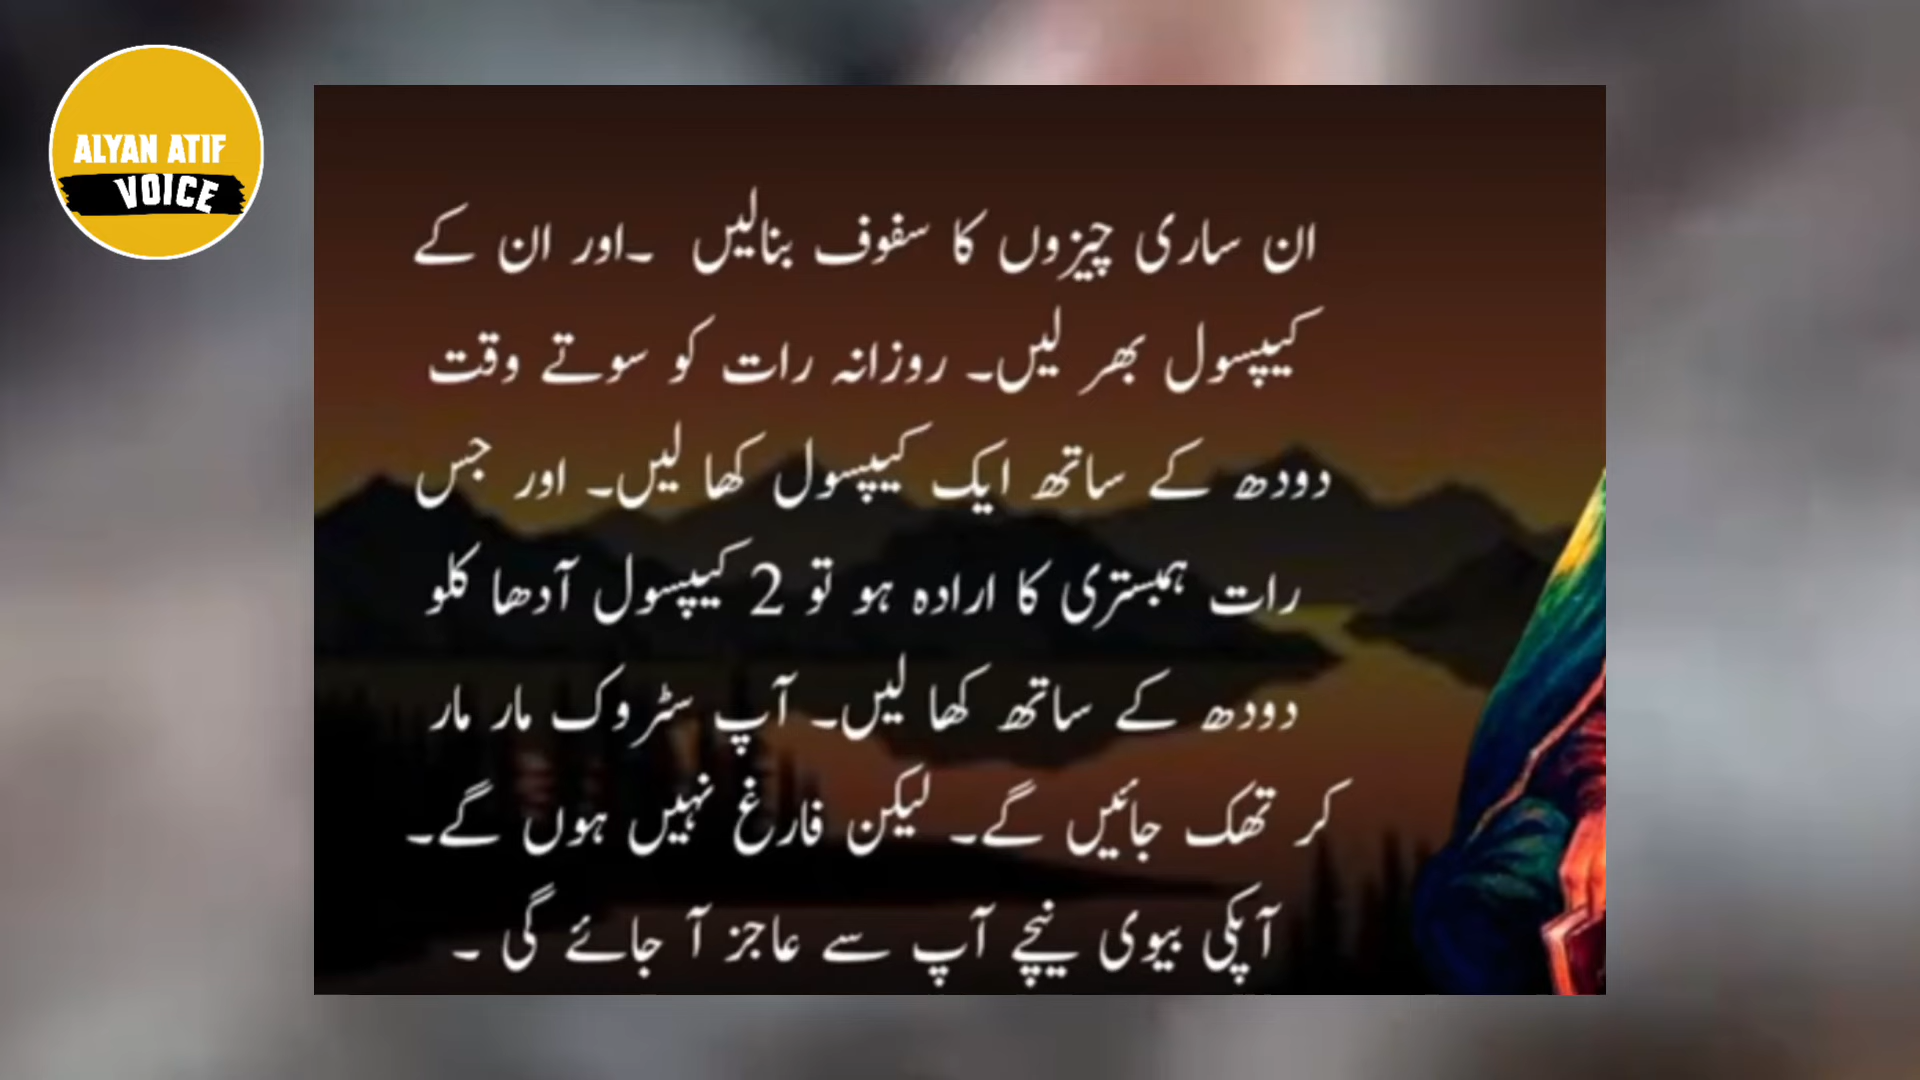 ALYAN ATIF
VOICE
ان ساری چیزوں کا سفوف بنالیں ۔اور ان کے
کیپسول بھر لیں۔ روزانہ رات کو سوتے وقت
دودھ کے ساتھ ایک کیپسول کھا لیں۔ اور جس
رات ہمبستری کا ارادہ ہو تو 2 کیپسول آدھا کلو
دودھ کے ساتھ کھا لیں۔ آپ سٹروک مار مار
کر تھک جائیں گے۔ لیکن فارغ نہیں ہوں گے۔
آپکی بیوی نیچے آپ سے عاجز آ جائے گی ۔